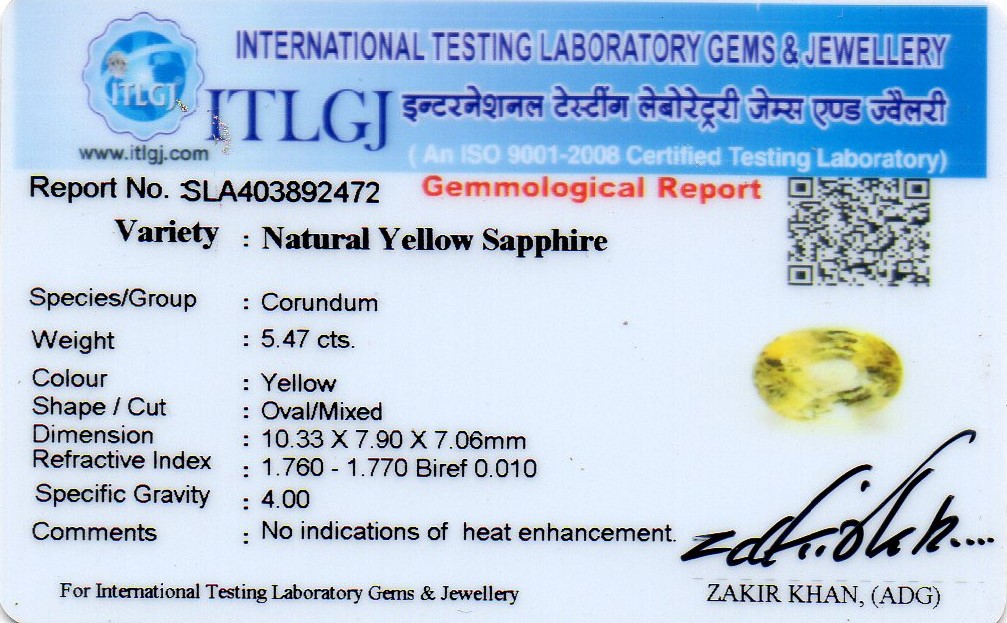 INTERNATIONAL TESTING LABORATORY GEMS & JEWELLERY
ITLGJ
ITLGJ इन्टरनेशनल टेस्टींग लेबोरेट्ररी जेम्स एण्ड ज्वैलरी
www.itlgj.com
( An ISO 9001-2008 Certified Testing Laboratory)
Report No. :SLA403892472
Gemmological Report
Variety : Natural Yellow Sapphire
Species/Group : Corundum
Weight : 5.47 cts.
Colour : Yellow
Shape / Cut : Oval/Mixed
Dimension : 10.33 X 7.90 X 7.06mm
Refractive Index : 1.760 - 1.770 Biref 0.010
Specific Gravity : 4.00
Comments : No indications of heat enhancement.
For International Testing Laboratory Gems & Jewellery
ZAKIR KHAN, (ADG)